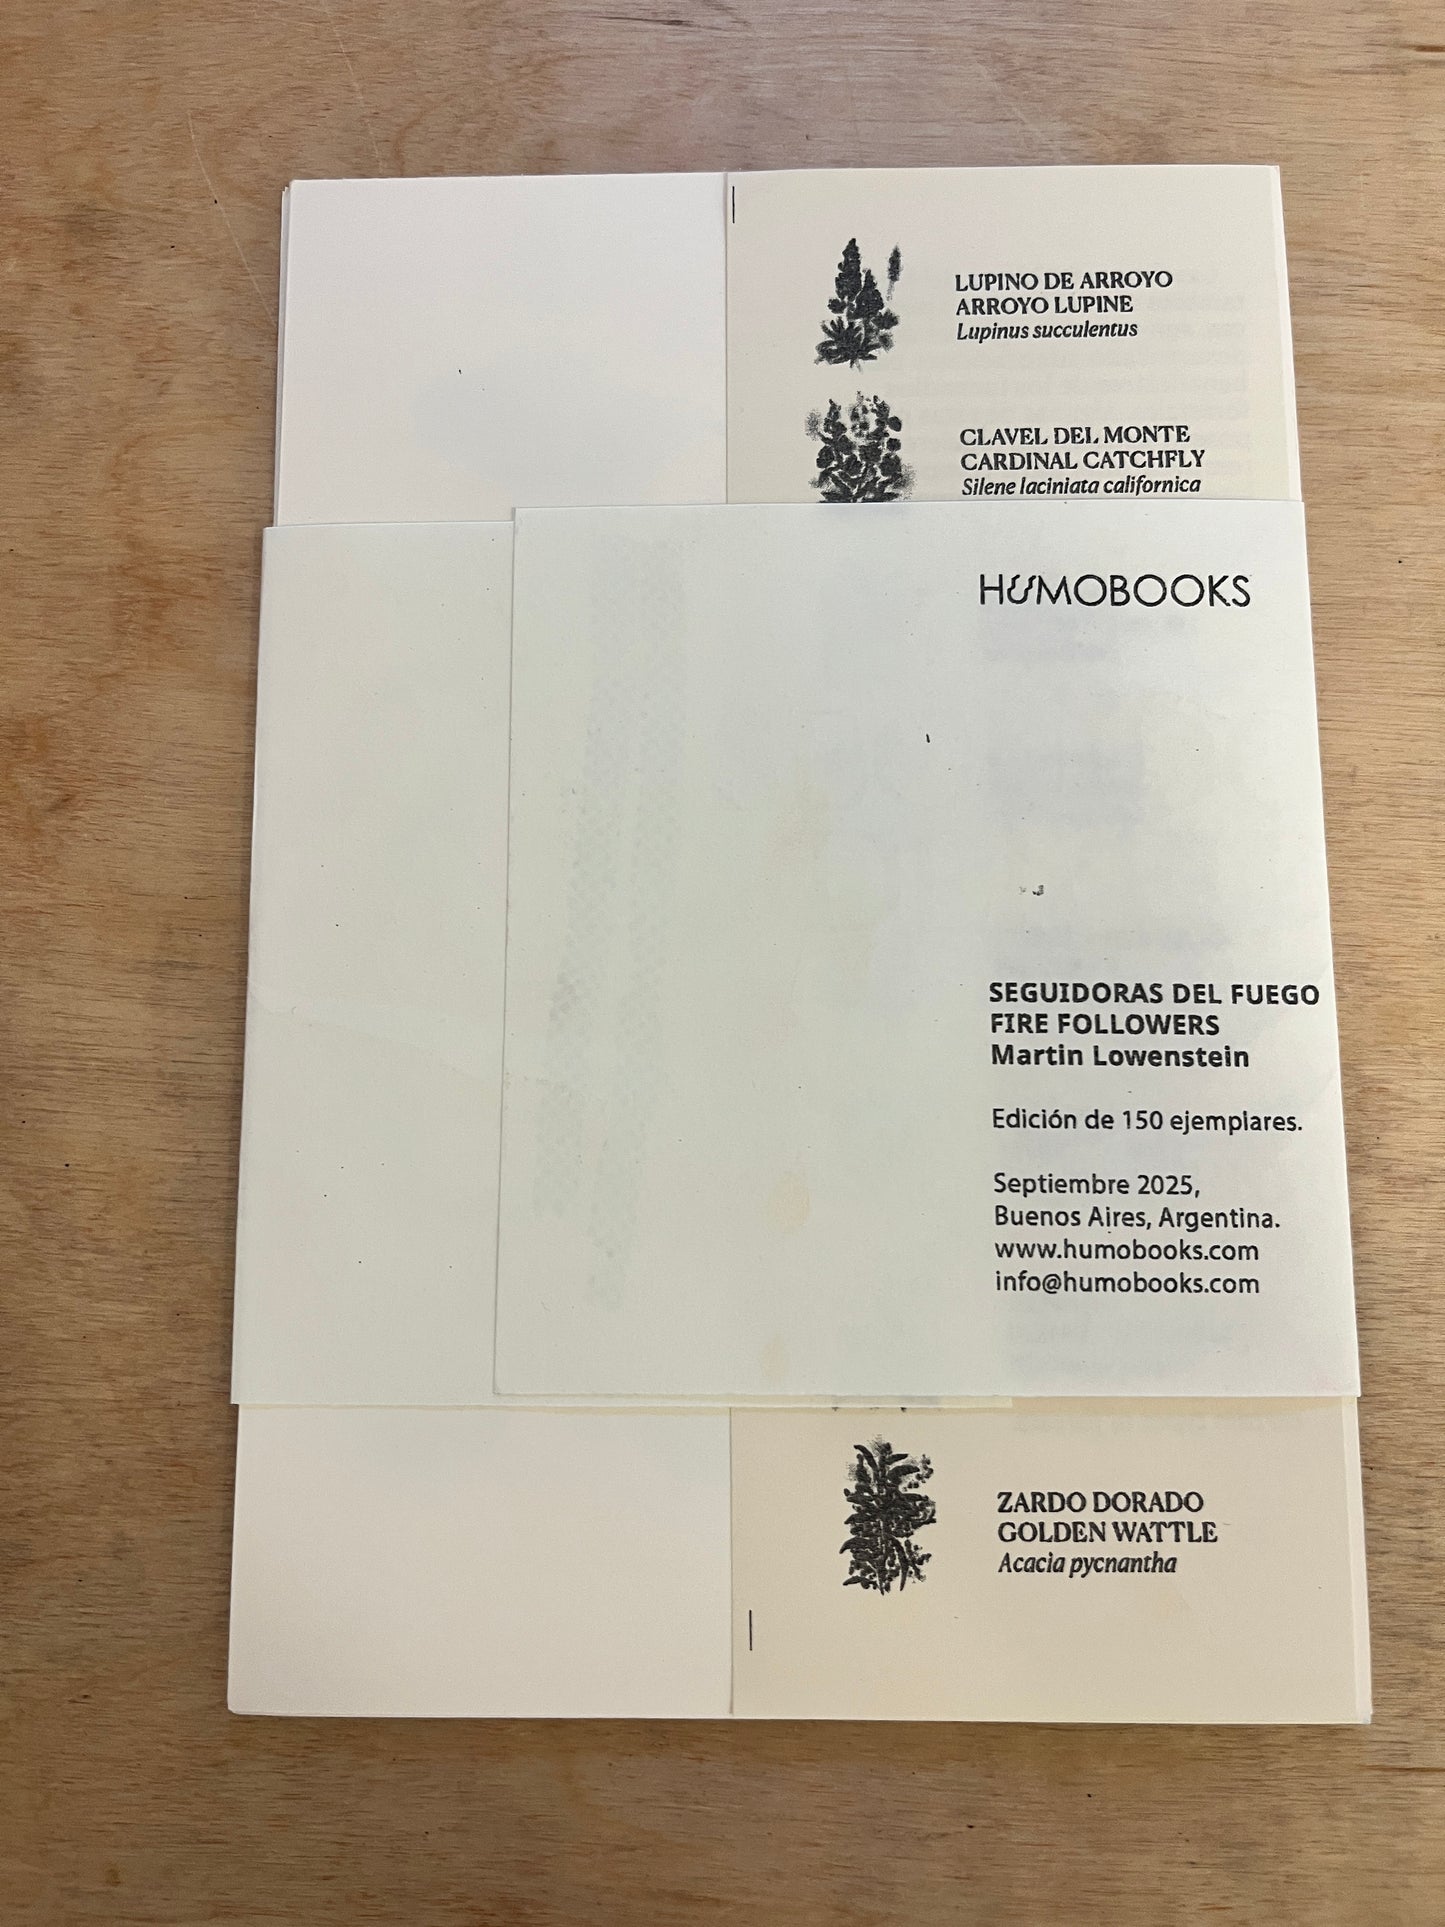 LUPINO DE ARROYO
ARROYO LUPINE
Lupinus succulentus
CLAVEL DEL MONTE
CARDINAL CATCHFLY
Silene laciniata californica
HUMOBOOKS
SEGUIDORAS DEL FUEGO
FIRE FOLLOWERS
Martin Lowenstein
Edición de 150 ejemplares.
Septiembre 2025,
Buenos Aires, Argentina.
www.humobooks.com
info@humobooks.com
ZARDO DORADO
GOLDEN WATTLE
Acacia pycnantha